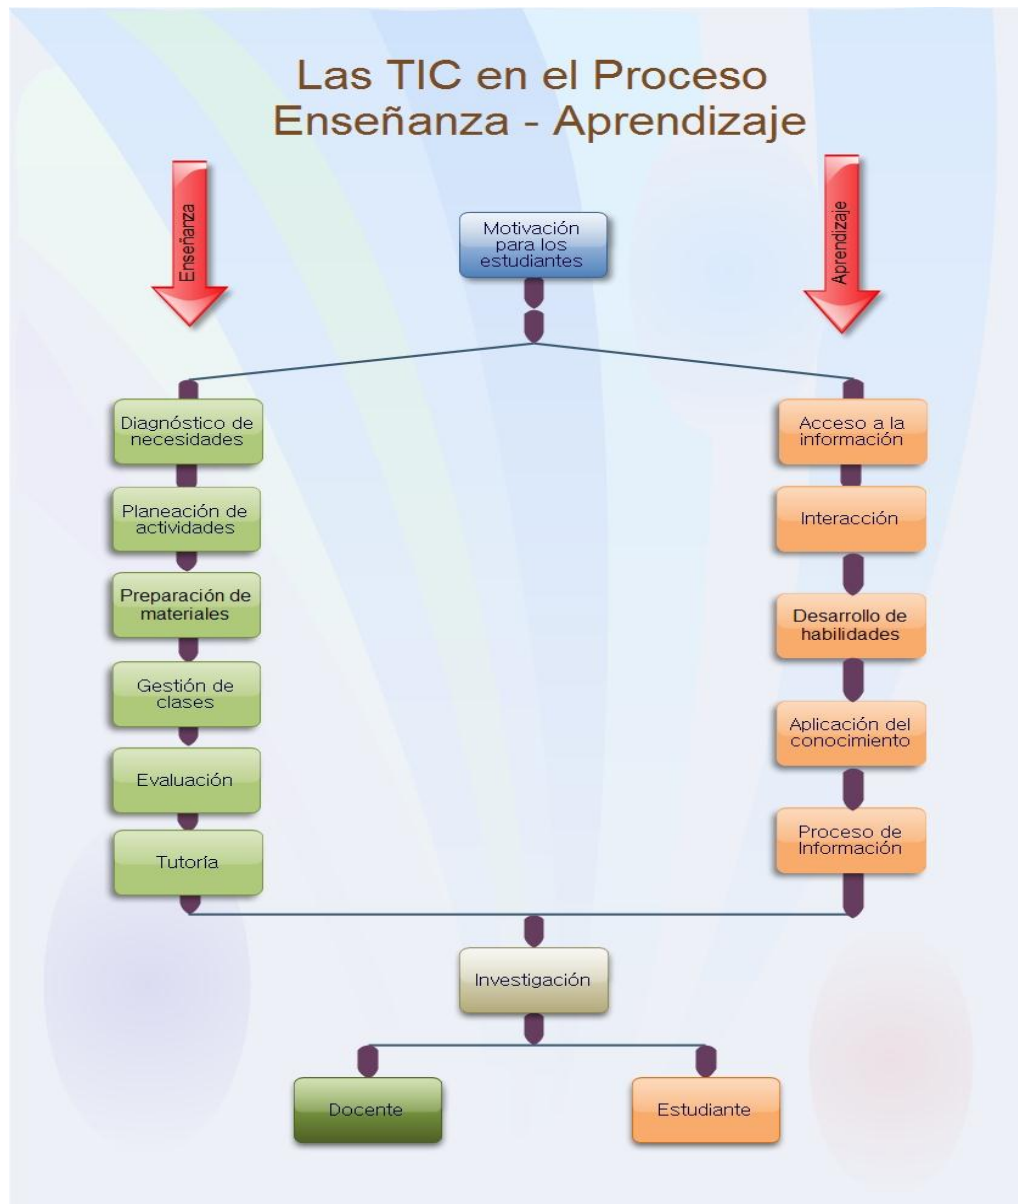 Las TIC en el Proceso
Enseñanza - Aprendizaje
Enseñanza
Aprendizaje
Motivación
para los
estudiantes
Diagnóstico de
necesidades
Planeación de
actividades
Preparación de
materiales
Gestión de
clases
Evaluación
Tutoría
Acceso a la
información
Interacción
Desarrollo de
habilidades
Aplicación del
conocimiento
Proceso de
Información
Investigación
Docente
Estudiante